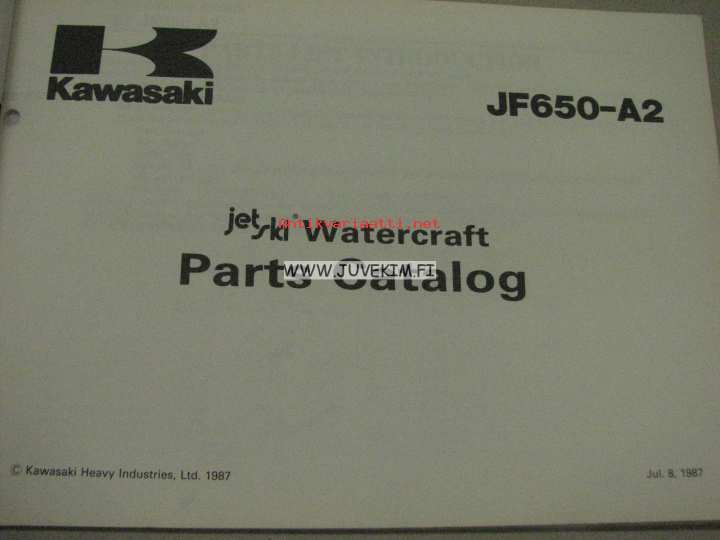 Kawasaki
JF650-A2
jet ski Watercraft
Antikvariaatti.net
Parts Catalog
WWW.JUVEKIM.FI
© Kawasaki Heavy Industries, Ltd. 1987
Jul. 8, 1987